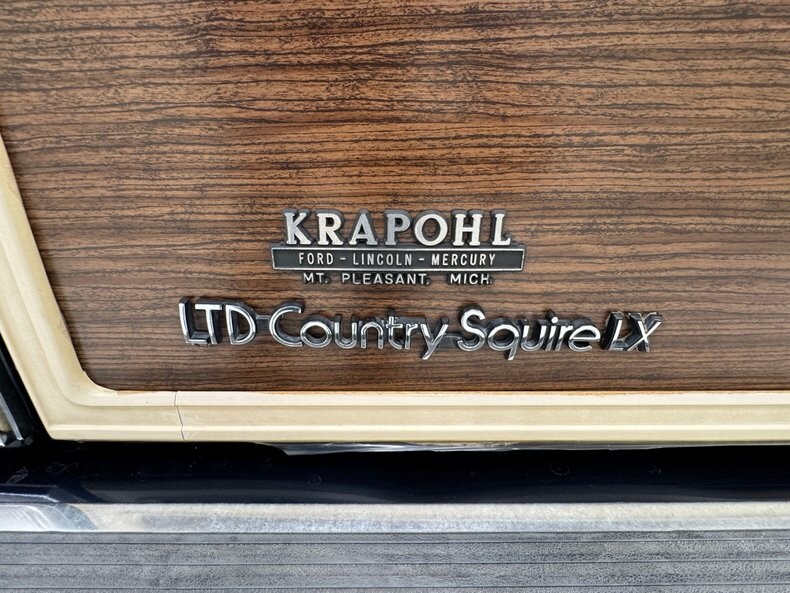 KRAPOHL
FORD - LINCOLN - MERCURY
MT. PLEASANT, MICH.
LTD Country Squire LX